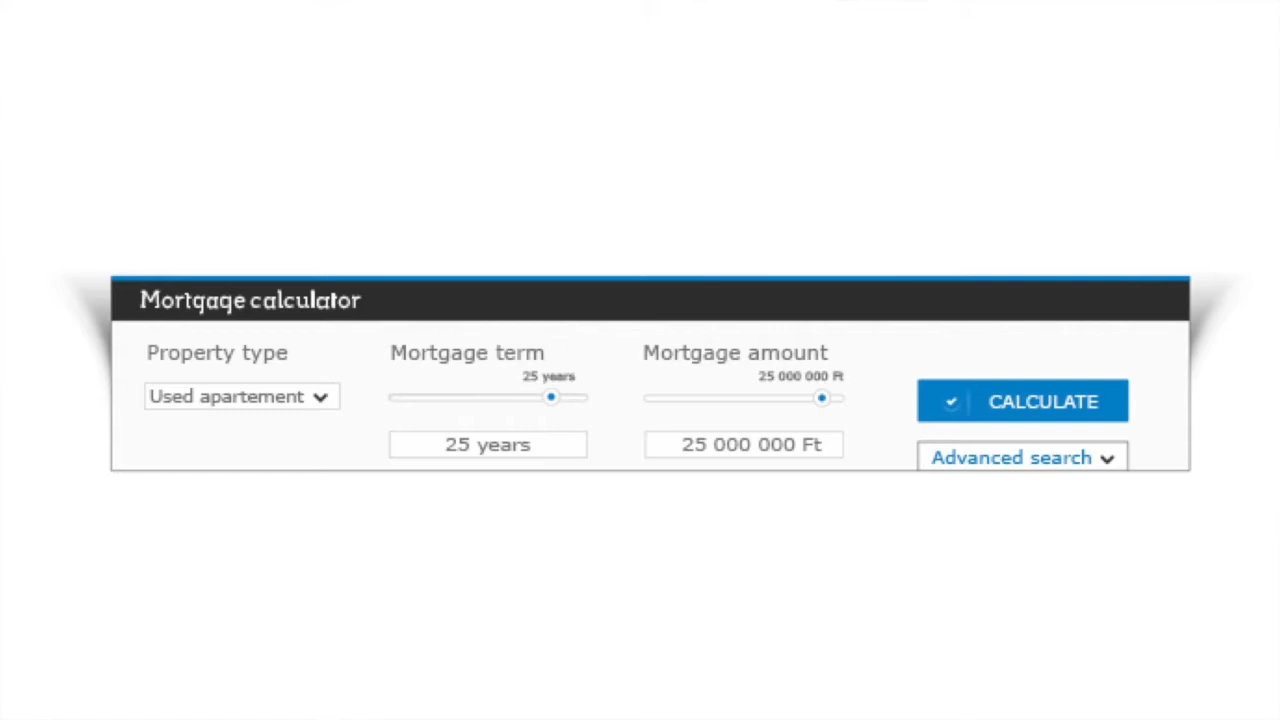 Mortgage calculator
Property type
Mortgage term
Mortgage amount
25 years
25 000 000 Ft
Used apartement
CALCULATE
25 years
25 000 000 Ft
Advanced search